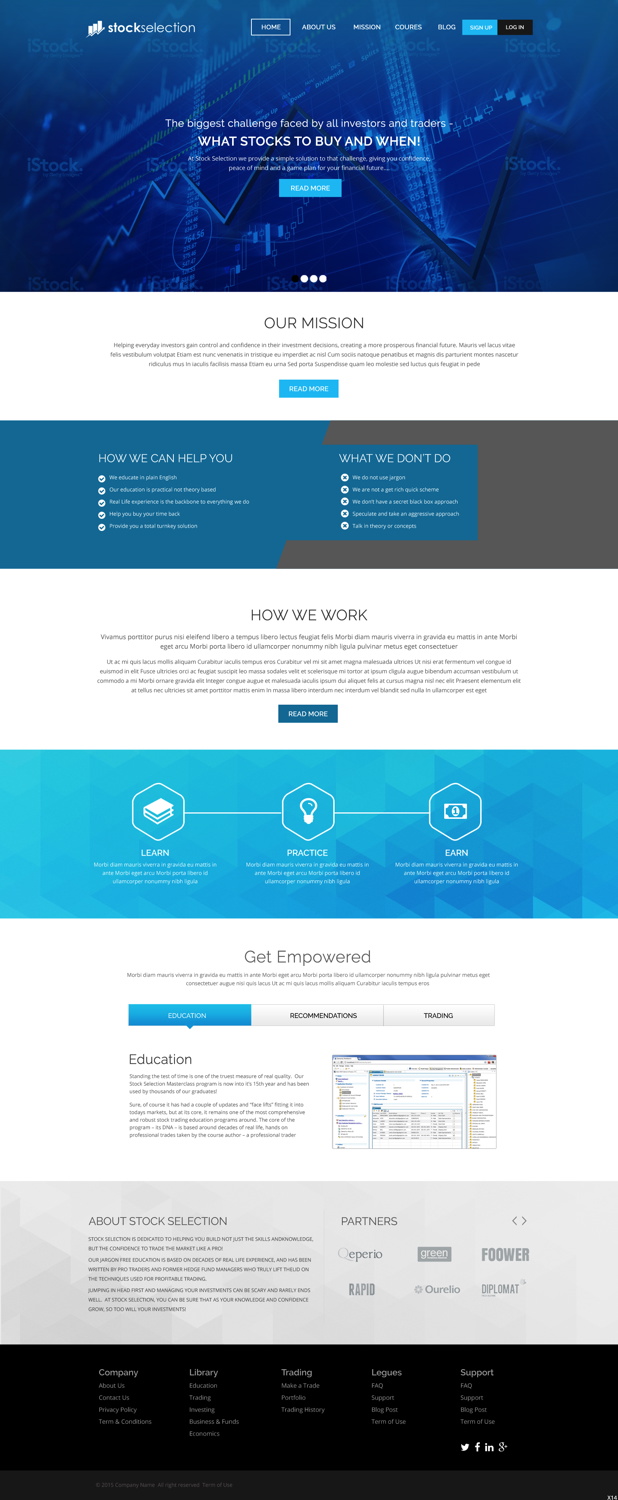 stockselection
HOME
ABOUT US
MISSION
COURES
BLOG
SIGN UP
LOG IN
iStock.
The biggest challenge faced by all investors and traders -
WHAT STOCKS TO BUY AND WHEN!
At Stock Selection we provide a simple solution to that challenge, giving you confidence,
peace of mind and a game plan for your financial future...
READ MORE
OUR MISSION
Helping everyday investors gain control and confidence in their investment decisions, creating a more prosperous financial future. Mauris vel lacus vitae
felis vestibulum volutpat Etiam est nunc venenatis in tristique eu imperdiet ac nisl Cum sociis natoque penatibus et magnis dis parturient montes nascetur
ridiculus mus In iaculis facilisis massa Etiam eu urna Sed porta Suspendisse quam leo molestie sed luctus quis feugiat in pede
READ MORE
HOW WE CAN HELP YOU
We educate in plain English
Our education is practical not theory based
Real Life experience is the backbone to everything we do
Help you buy your time back
Provide you a total turnkey solution
WHAT WE DON'T DO
We do not use jargon
We are not a get rich quick scheme
We don't have a secret black box approach
Speculate and take an aggressive approach
Talk in theory or concepts
HOW WE WORK
Vivamus porttitor purus nisi eleifend libero a tempus libero lectus feugiat felis Morbi diam mauris viverra in gravida eu mattis in ante Morbi
eget arcu Morbi porta libero id ullamcorper nonummy nibh ligula pulvinar metus eget consectetuer
Ut ac mi quis lacus mollis aliquam Curabitur iaculis tempus eros Curabitur vel mi sit amet magna malesuada ultrices Ut nisi erat fermentum vel congue id
euismod in elit Fusce ultricies orci ac feugiat suscipit leo massa sodales velit et scelerisque mi tortor at ipsum cligula augue bibendum accumsan vestibulum ut
commodo a mi Morbi ornare gravida elit Integer congue augue et malesuada iaculis ipsum dui aliquet felis at cursus magna nisl nec elit Praesent elementum elit
at tellus nec ultricies sit amet porttitor mattis enim In massa libero interdum nec interdum vel blandit sed nulla In ullamcorper est eget
READ MORE
LEARN
Morbi diam mauris viverra in gravida eu mattis in
ante Morbi eget arcu Morbi porta libero id
ullamcorper nonummy nibh ligula
PRACTICE
Morbi diam mauris viverra in gravida eu mattis in
ante Morbi eget arcu Morbi porta libero id
ullamcorper nonummy nibh ligula
EARN
Morbi diam mauris viverra in gravida eu mattis in
ante Morbi eget arcu Morbi porta libero id
ullamcorper nonummy nibh ligula
Get Empowered
Morbi diam mauris viverra in gravida eu mattis in ante Morbi eget arcu Morbi porta libero id ullamcorper nonummy nibh ligula pulvinar metus eget
consectetuer augue nisi quis lacus Ut ac mi quis lacus mollis aliquam Curabitur iaculis tempus eros
EDUCATION
RECOMMENDATIONS
TRADING
Education
Standing the test of time is one of the truest measure of real quality. Our
Stock Selection Masterclass program is now into it's 15th year and has been
used by thousands of our graduates!
Sure, of course it has had a couple of updates and "face lifts" fitting it into
todays markets, but at its core, it remains one of the most comprehensive
and robust stock trading education programs around. The core of the
program – its DNA – is based around decades of real life, hands on
professional trades taken by the course author – a professional trader
ABOUT STOCK SELECTION
STOCK SELECTION IS DEDICATED TO HELPING YOU BUILD NOT JUST THE SKILLS ANDKNOWLEDGE,
BUT THE CONFIDENCE TO TRADE THE MARKET LIKE A PRO!
OUR JARGON FREE EDUCATION IS BASED ON DECADES OF REAL LIFE EXPERIENCE, AND HAS BEEN
WRITTEN BY PRO TRADERS AND FORMER HEDGE FUND MANAGERS WHO TRULY LIFT THELID ON
THE TECHNIQUES USED FOR PROFITABLE TRADING.
JUMPING IN HEAD FIRST AND MANAGING YOUR INVESTMENTS CAN BE SCARY AND RARELY ENDS
WELL. AT STOCK SELECTION, YOU CAN BE SURE THAT AS YOUR KNOWLEDGE AND CONFIDENCE
GROW, SO TOO WILL YOUR INVESTMENTS!
PARTNERS
Qeperio
green
FOOWER
RAPID
Ourelio
DIPLOMAT
Company
About Us
Contact Us
Privacy Policy
Term & Conditions
Library
Education
Trading
Investing
Business & Funds
Economics
Trading
Make a Trade
Portfolio
Trading History
Legues
FAQ
Support
Blog Post
Term of Use
Support
FAQ
Support
Blog Post
Term of Use
© 2015 Company Name All right reserved Term of Use
X14